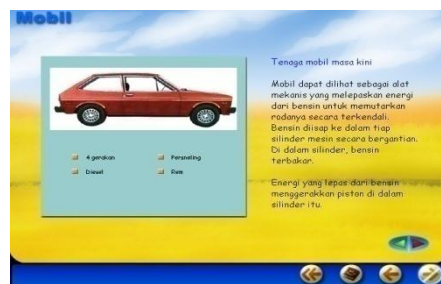 Mobil
Tenaga mobil masa kini
Mobil dapat dilihat sebagai alat
mekanis yang melepaskan energi
dari bensin untuk memutarkan
rodanya secara terkendali.
Bensin diisap ke dalam tiap
silinder mesin secara bergantian.
Di dalam silinder, bensin
terbakar.
Energi yang lepas dari bensin
menggerakkan piston di dalam
silinder itu.
4 gerakan
Persneling
Diesel
Rem